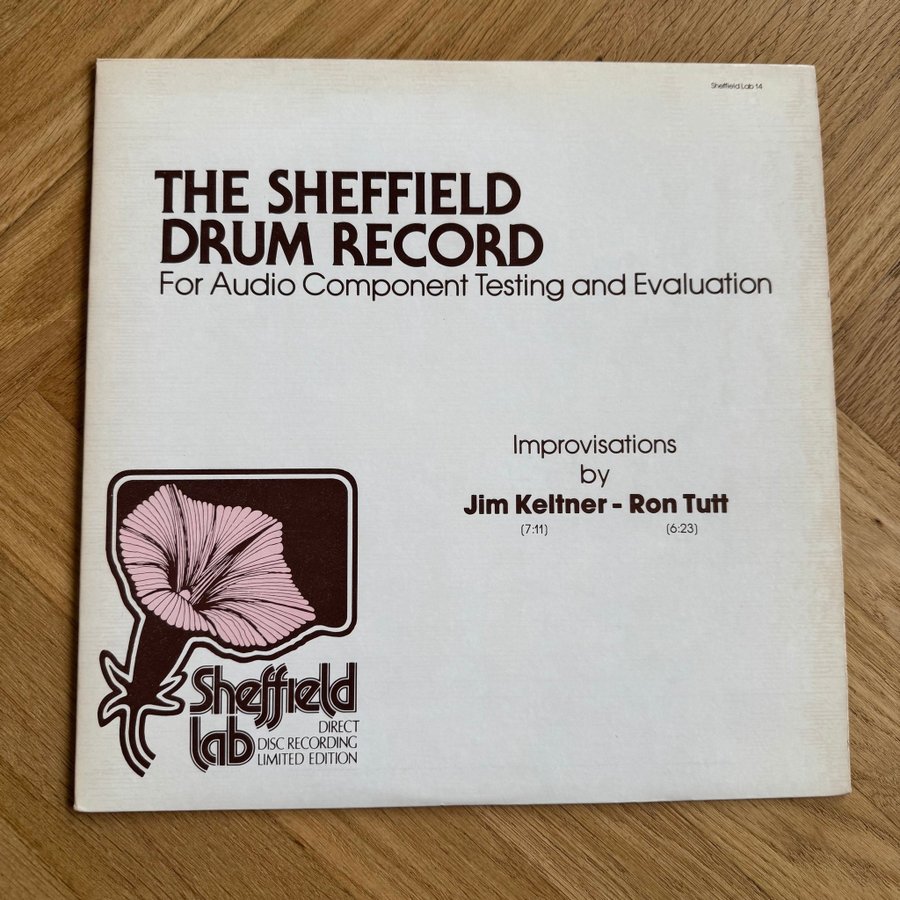 Sheffield Lab 14
THE SHEFFIELD
DRUM RECORD
For Audio Component Testing and Evaluation
Improvisations
by
Jim Keltner - Ron Tutt
(7:11) (6:23)
Sheffield
lab
DIRECT
DISC RECORDING
LIMITED EDITION